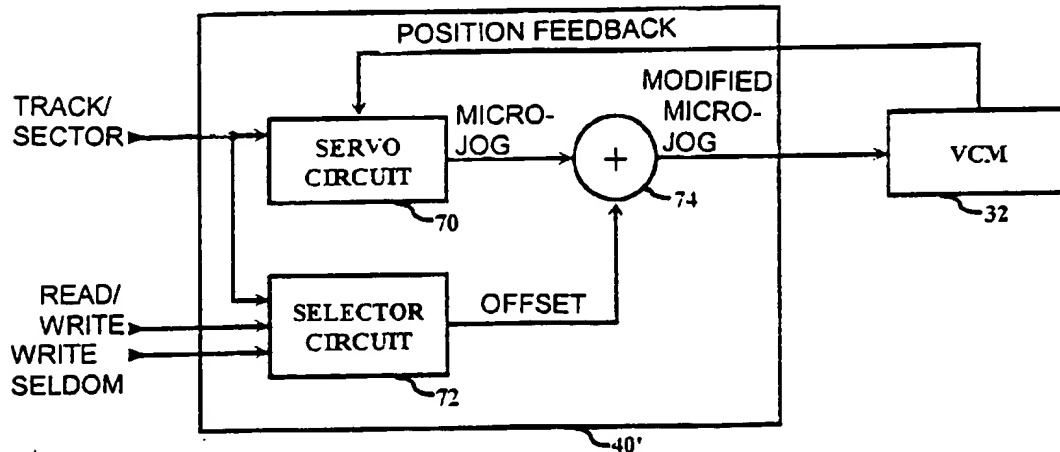 POSITION FEEDBACK
TRACK/
SECTOR
SERVO
CIRCUIT
70
MICRO-
JOG
+
74
MODIFIED
MICRO-
JOG
VCM
32
READ/
WRITE
WRITE
SELDOM
SELECTOR
CIRCUIT
72
OFFSET
40'